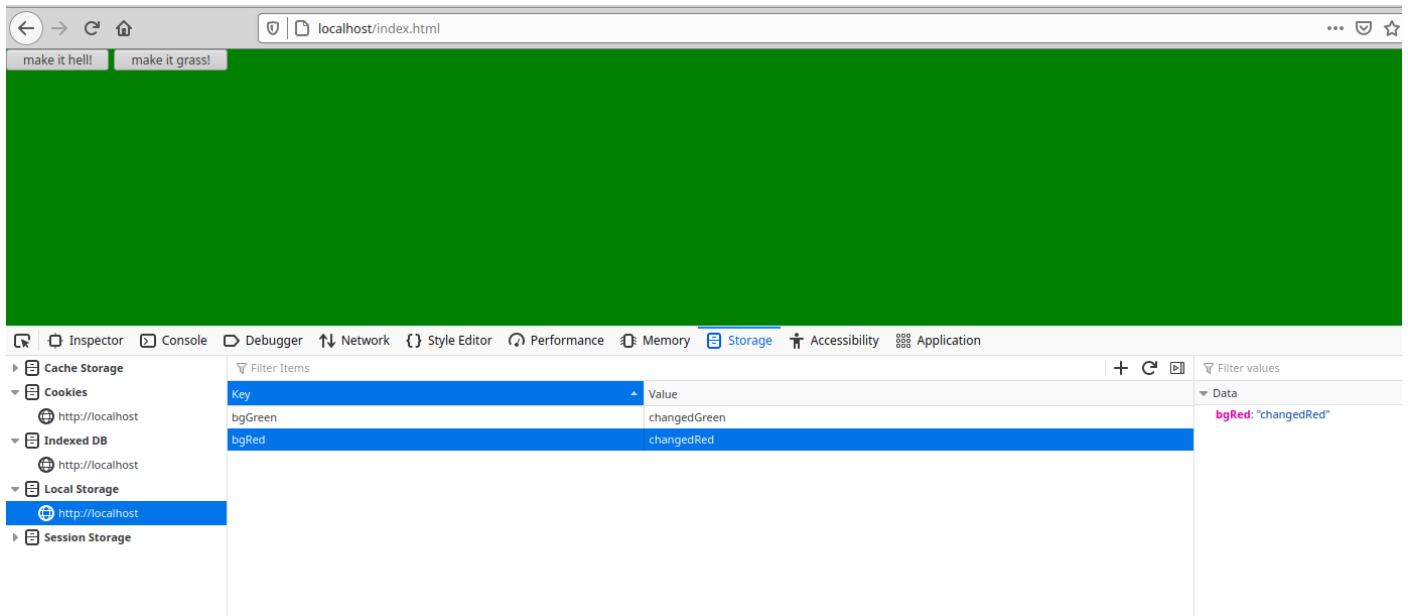 localhost/index.html
make it hell! make it grass!
Inspector Console Debugger Network Style Editor Performance Memory Storage Accessibility Application
Cache Storage Filter Items Filter values
Cookies Key Value Data
http://localhost bgGreen changedGreen bgRed: "changedRed"
Indexed DB bgRed changedRed
http://localhost
Local Storage
http://localhost
Session Storage